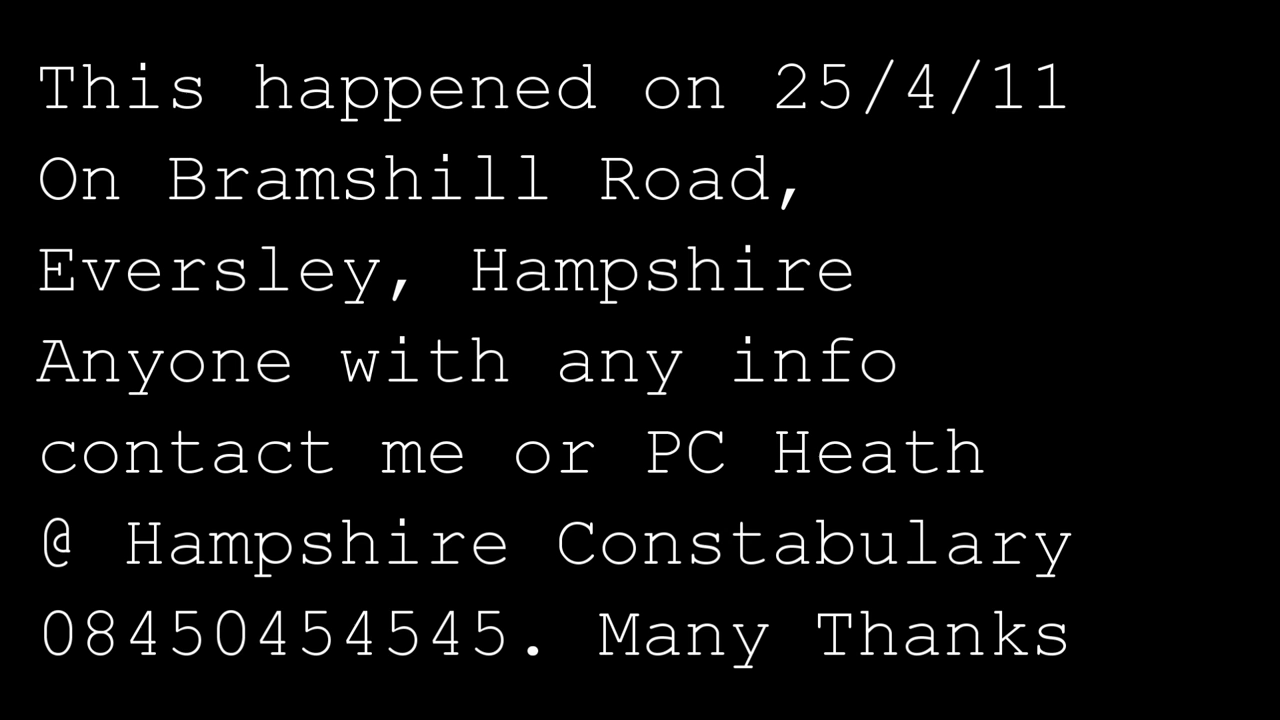 This happened on 25/4/11
On Bramshill Road,
Eversley, Hampshire
Anyone with any info
contact me or PC Heath
@ Hampshire Constabulary
08450454545. Many Thanks